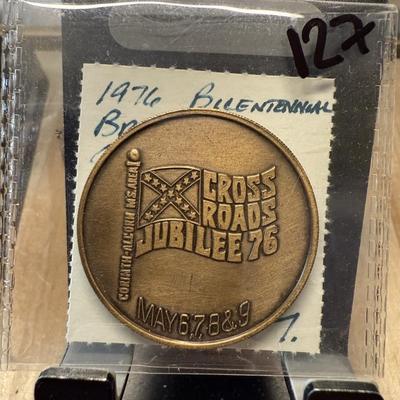 127
1976 BICENTENNIAL
CORINTH-ALCORN MS. AREA
CROSS
ROADS
JUBILEE 76
MAY 6,7,8 & 9